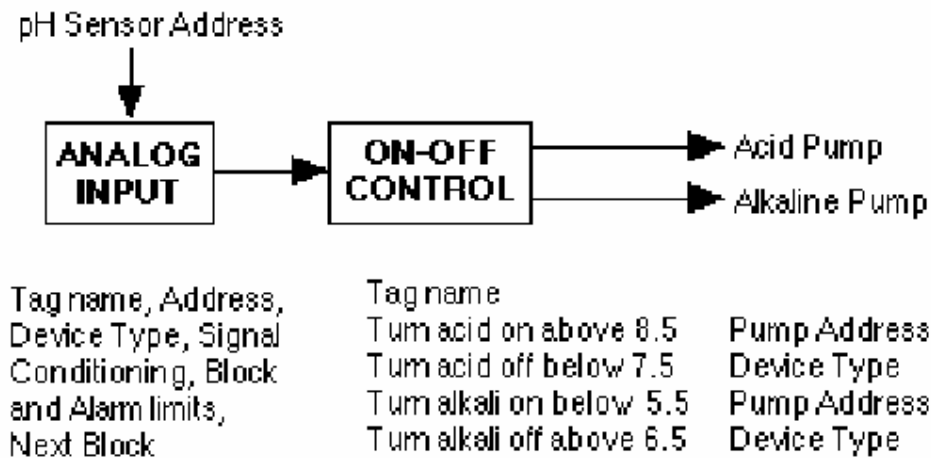 pH Sensor Address
ANALOG
INPUT
ON-OFF
CONTROL
Acid Pump
Alkaline Pump
Tag name, Address,
Device Type, Signal
Conditioning, Block
and Alarm limits,
Next Block
Tag name
Turn acid on above 8.5 Pump Address
Turn acid off below 7.5 Device Type
Turn alkali on below 5.5 Pump Address
Turn alkali off above 6.5 Device Type